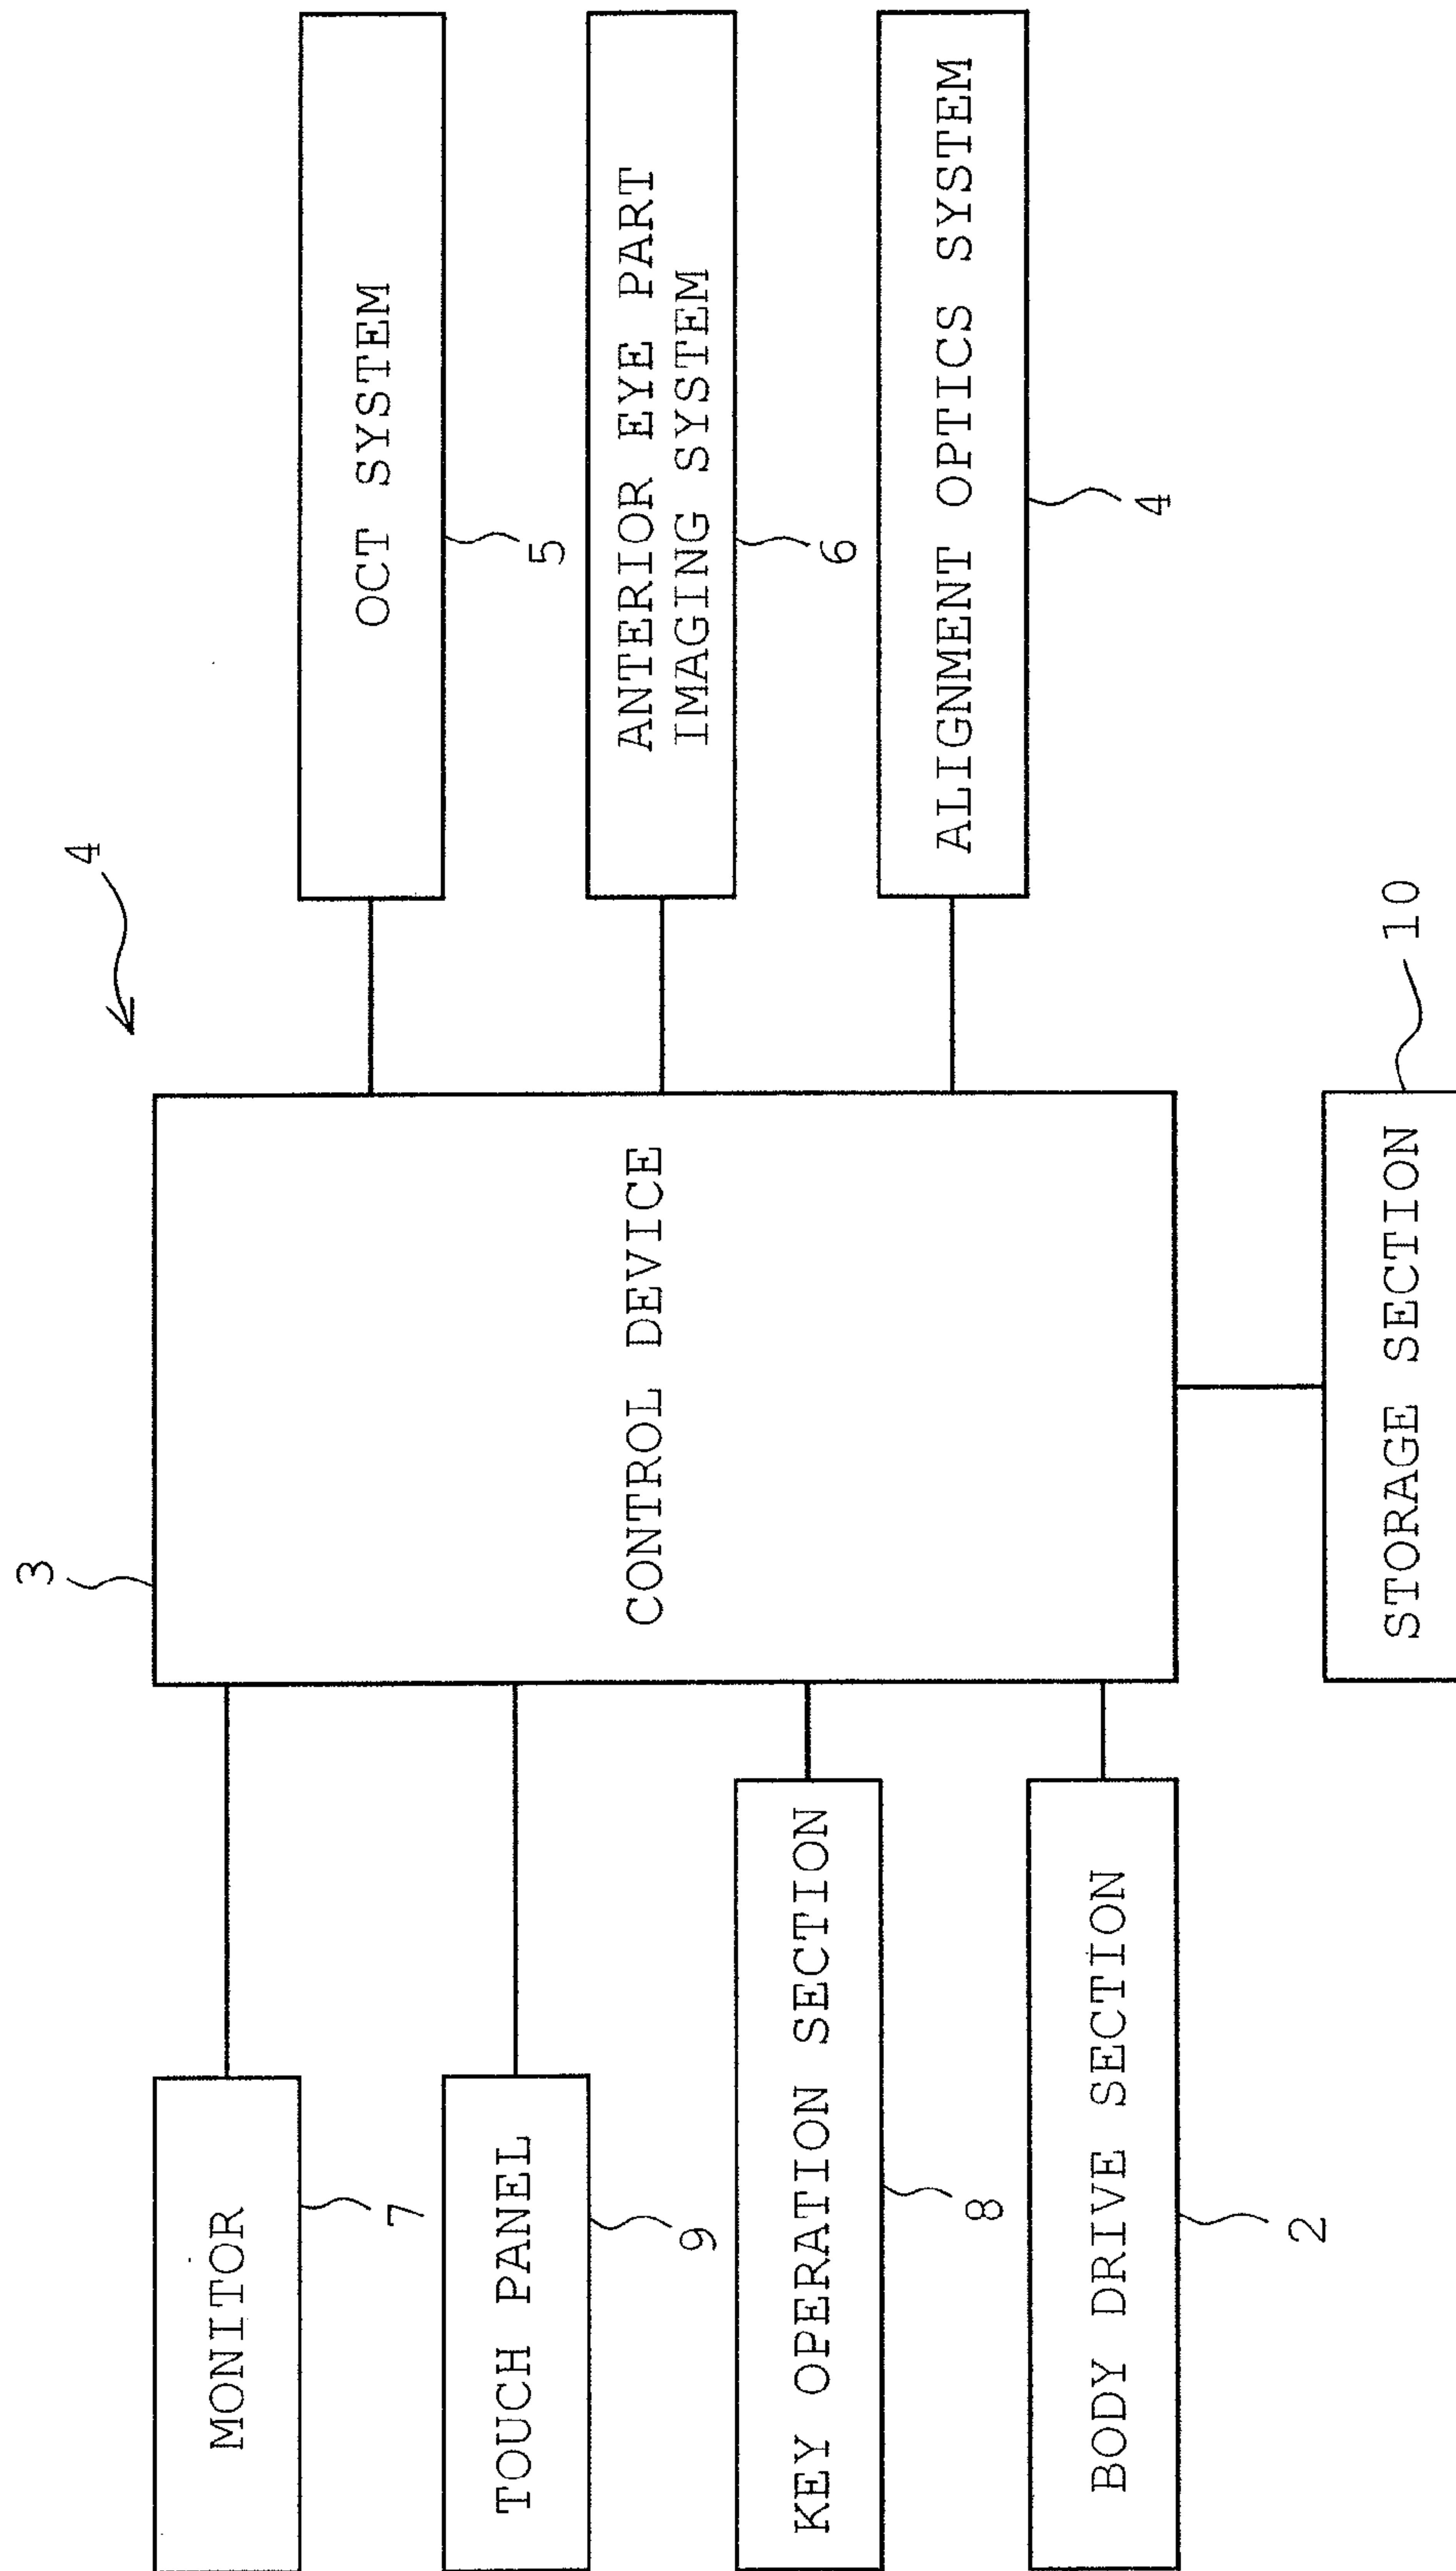 4
3
MONITOR
7
TOUCH PANEL
9
KEY OPERATION SECTION
8
BODY DRIVE SECTION
2
CONTROL DEVICE
OCT SYSTEM
5
ANTERIOR EYE PART
IMAGING SYSTEM
6
ALIGNMENT OPTICS SYSTEM
4
STORAGE SECTION
10